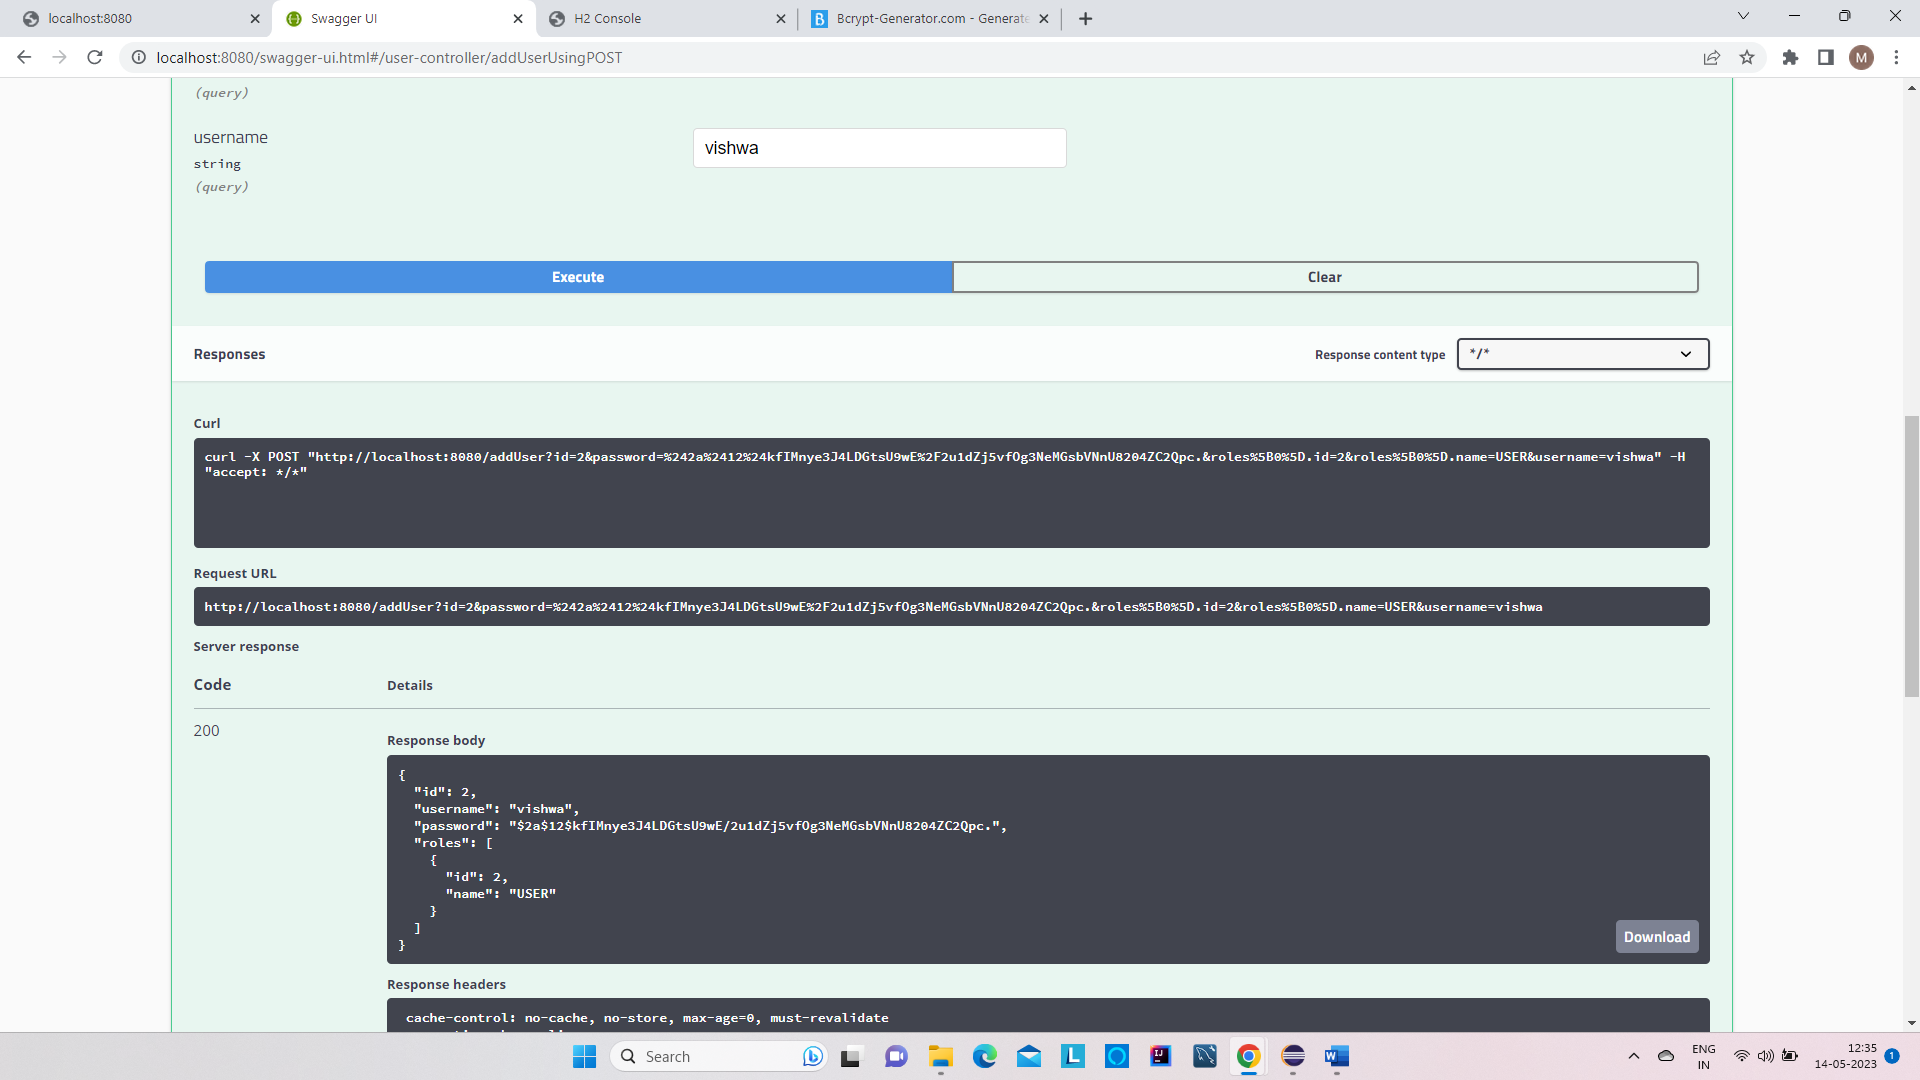 localhost:8080
Swagger UI
H2 Console
Bcrypt-Generator.com - Generate
localhost:8080/swagger-ui.html#/user-controller/addUserUsingPOST
M
(query)
username
string
(query)
vishwa
Execute
Clear
Responses
Response content type
*/*
Curl
curl -X POST "http://localhost:8080/addUser?id=2&password=%242a%2412%24kfIMnye3J4LDGtsU9wE%2F2u1dZj5vfOg3NeMGsbVNnU8204ZC2Qpc.&roles%5B0%5D.id=2&roles%5B0%5D.name=USER&username=vishwa" -H
"accept: */*"
Request URL
http://localhost:8080/addUser?id=2&password=%242a%2412%24kfIMnye3J4LDGtsU9wE%2F2u1dZj5vfOg3NeMGsbVNnU8204ZC2Qpc.&roles%5B0%5D.id=2&roles%5B0%5D.name=USER&username=vishwa
Server response
Code
Details
200
Response body
{
"id": 2,
"username": "vishwa",
"password": "$2a$12$kfIMnye3J4LDGtsU9wE/2u1dZj5vfOg3NeMGsbVNnU8204ZC2Qpc.",
"roles": [
{
"id": 2,
"name": "USER"
}
]
}
Download
Response headers
cache-control: no-cache, no-store, max-age=0, must-revalidate
Search
ENG
IN
12:35
14-05-2023
1